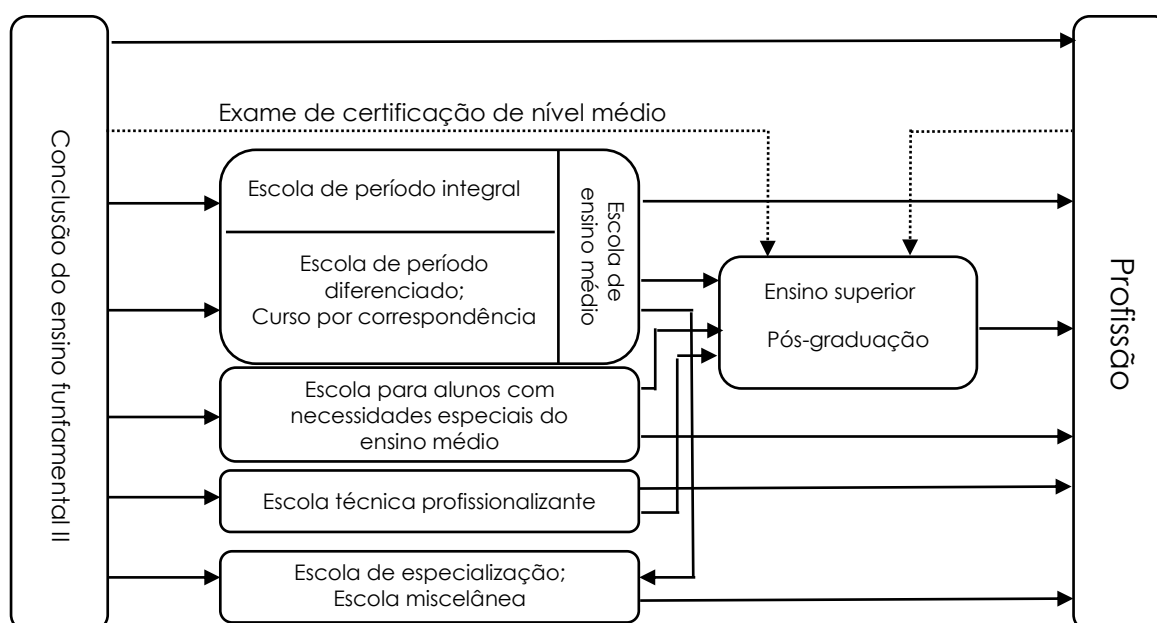 Conclusão do ensino funfamental II
Exame de certificação de nível médio
Escola de período integral
Escola de período
diferenciado;
Curso por correspondência
Escola de
ensino médio
Escola para alunos com
necessidades especiais do
ensino médio
Escola técnica profissionalizante
Escola de especialização;
Escola miscelânea
Ensino superior
Pós-graduação
Profissão